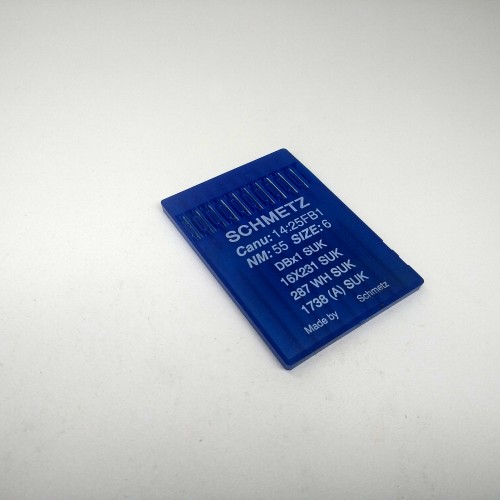 SCHMETZ
Canu: 14:25FB1
NM: 55 SIZE: 6
DBx1 SUK
16X231 SUK
287 WH SUK
1738 (A) SUK
Made by Schmetz